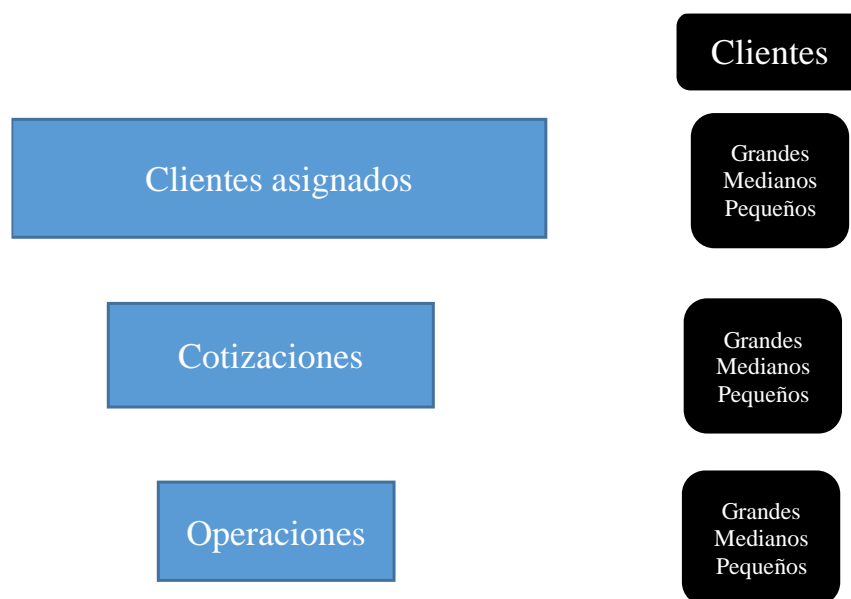 Clientes
Clientes asignados
Grandes
Medianos
Pequeños
Cotizaciones
Grandes
Medianos
Pequeños
Operaciones
Grandes
Medianos
Pequeños